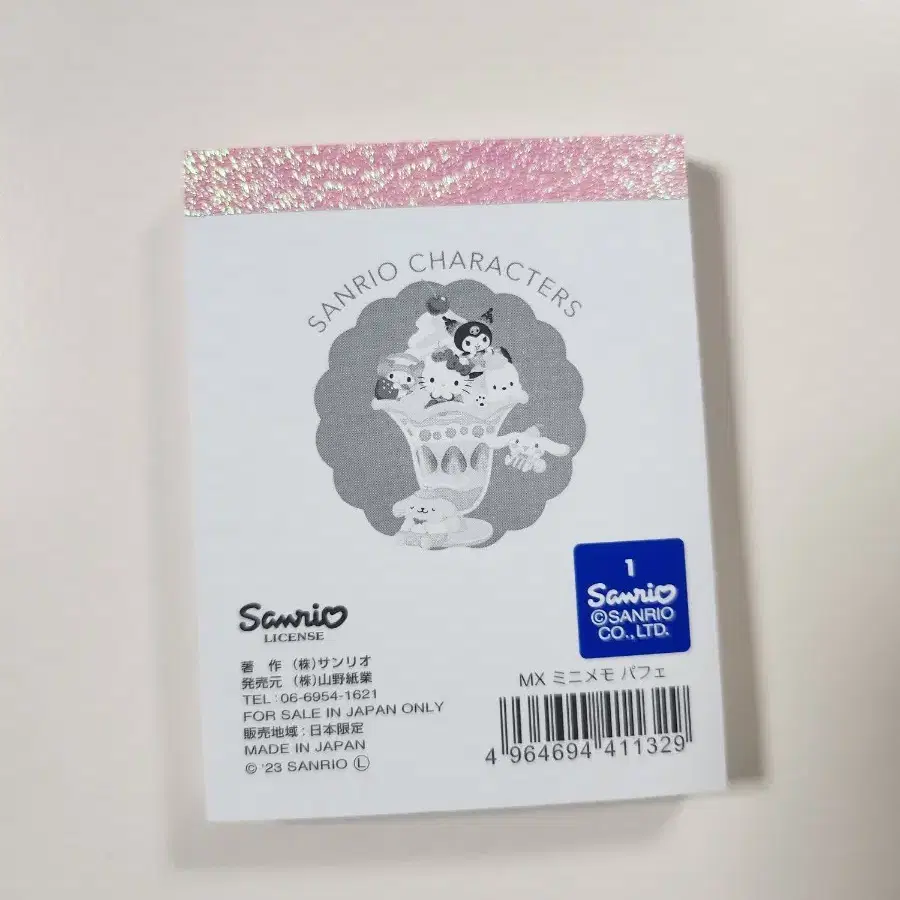 SANRIO CHARACTERS
1
Sanrio
©SANRIO
CO., LTD.
Sanrio
LICENSE
著 作 (株)サンリオ
発売元 (株)山野紙業
TEL:06-6954-1621
FOR SALE IN JAPAN ONLY
販売地域:日本限定
MADE IN JAPAN
© '23 SANRIO Ⓛ
MX ミニメモ パフェ
4 964694 411329